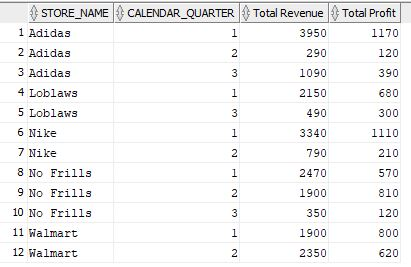 STORE_NAME CALENDAR_QUARTER Total Revenue Total Profit
1 Adidas 1 3950 1170
2 Adidas 2 290 120
3 Adidas 3 1090 390
4 Loblaws 1 2150 680
5 Loblaws 3 490 300
6 Nike 1 3340 1110
7 Nike 2 790 210
8 No Frills 1 2470 570
9 No Frills 2 1900 810
10 No Frills 3 350 120
11 Walmart 1 1900 800
12 Walmart 2 2350 620